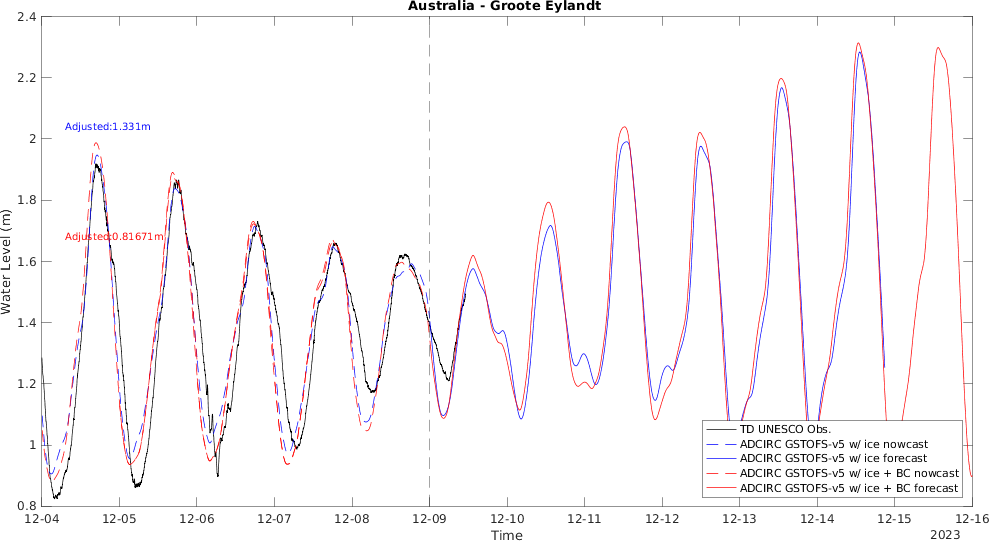 Australia - Groote Eylandt
2.4
2.2
2
1.8
1.6
1.4
1.2
1
0.8
Water Level (m)
Adjusted:1.331m
Adjusted:0.81671m
TD UNESCO Obs.
ADCIRC GSTOFS-v5 w/ ice nowcast
ADCIRC GSTOFS-v5 w/ ice forecast
ADCIRC GSTOFS-v5 w/ ice + BC nowcast
ADCIRC GSTOFS-v5 w/ ice + BC forecast
12-04 12-05 12-06 12-07 12-08 12-09 12-10 12-11 12-12 12-13 12-14 12-15 12-16
Time
2023